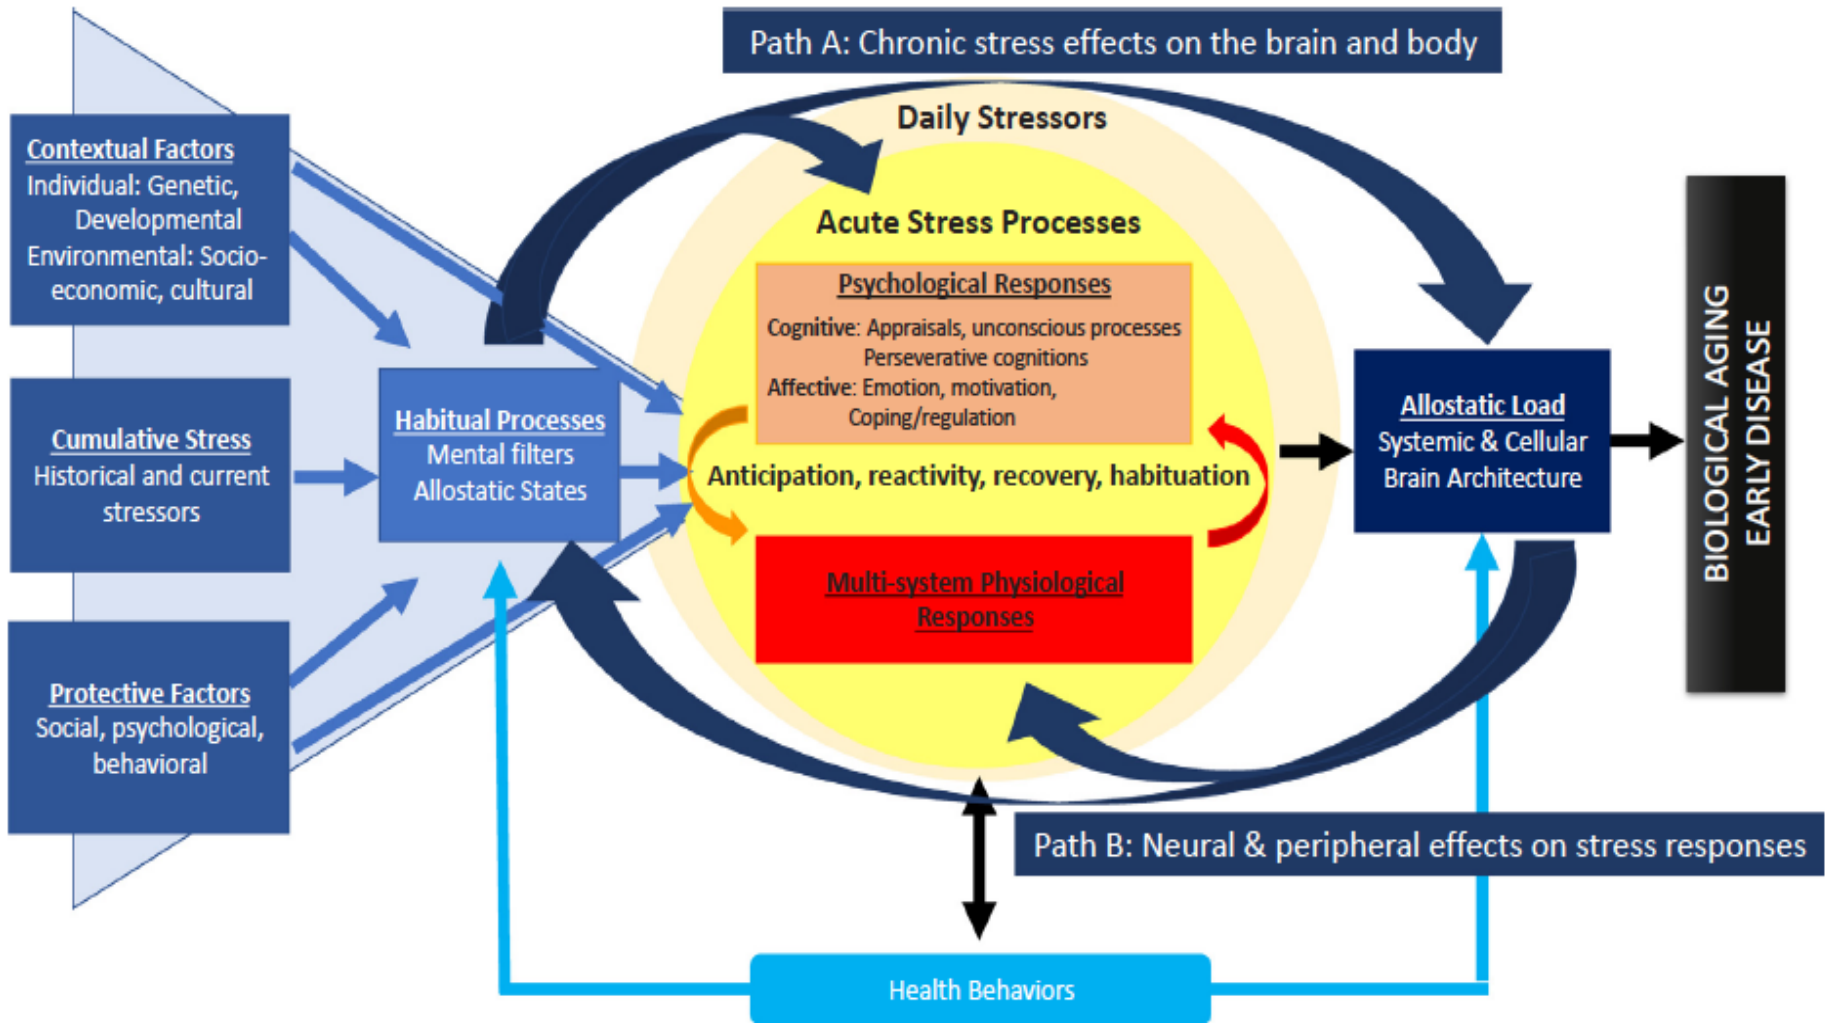 Path A: Chronic stress effects on the brain and body
Contextual Factors
Individual: Genetic,
Developmental
Environmental: Socio-
economic, cultural
Cumulative Stress
Historical and current
stressors
Protective Factors
Social, psychological,
behavioral
Habitual Processes
Mental filters
Allostatic States
Daily Stressors
Acute Stress Processes
Psychological Responses
Cognitive: Appraisals, unconscious processes
Perseverative cognitions
Affective: Emotion, motivation,
Coping/regulation
Anticipation, reactivity, recovery, habituation
Multi-system Physiological
Responses
Allostatic Load
Systemic & Cellular
Brain Architecture
BIOLOGICAL AGING
EARLY DISEASE
Path B: Neural & peripheral effects on stress responses
Health Behaviors